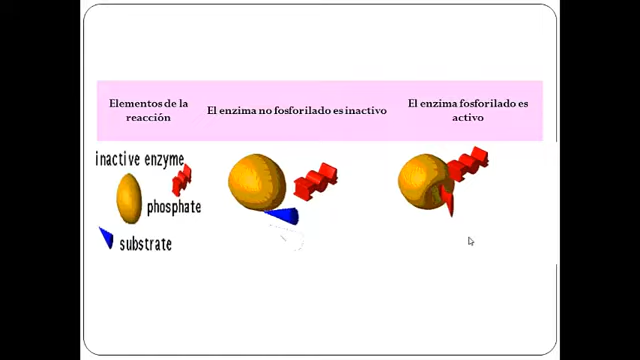 Elementos de la
reacción
El enzima no fosforilado es inactivo
El enzima fosforilado es
activo
inactive enzyme
phosphate
substrate